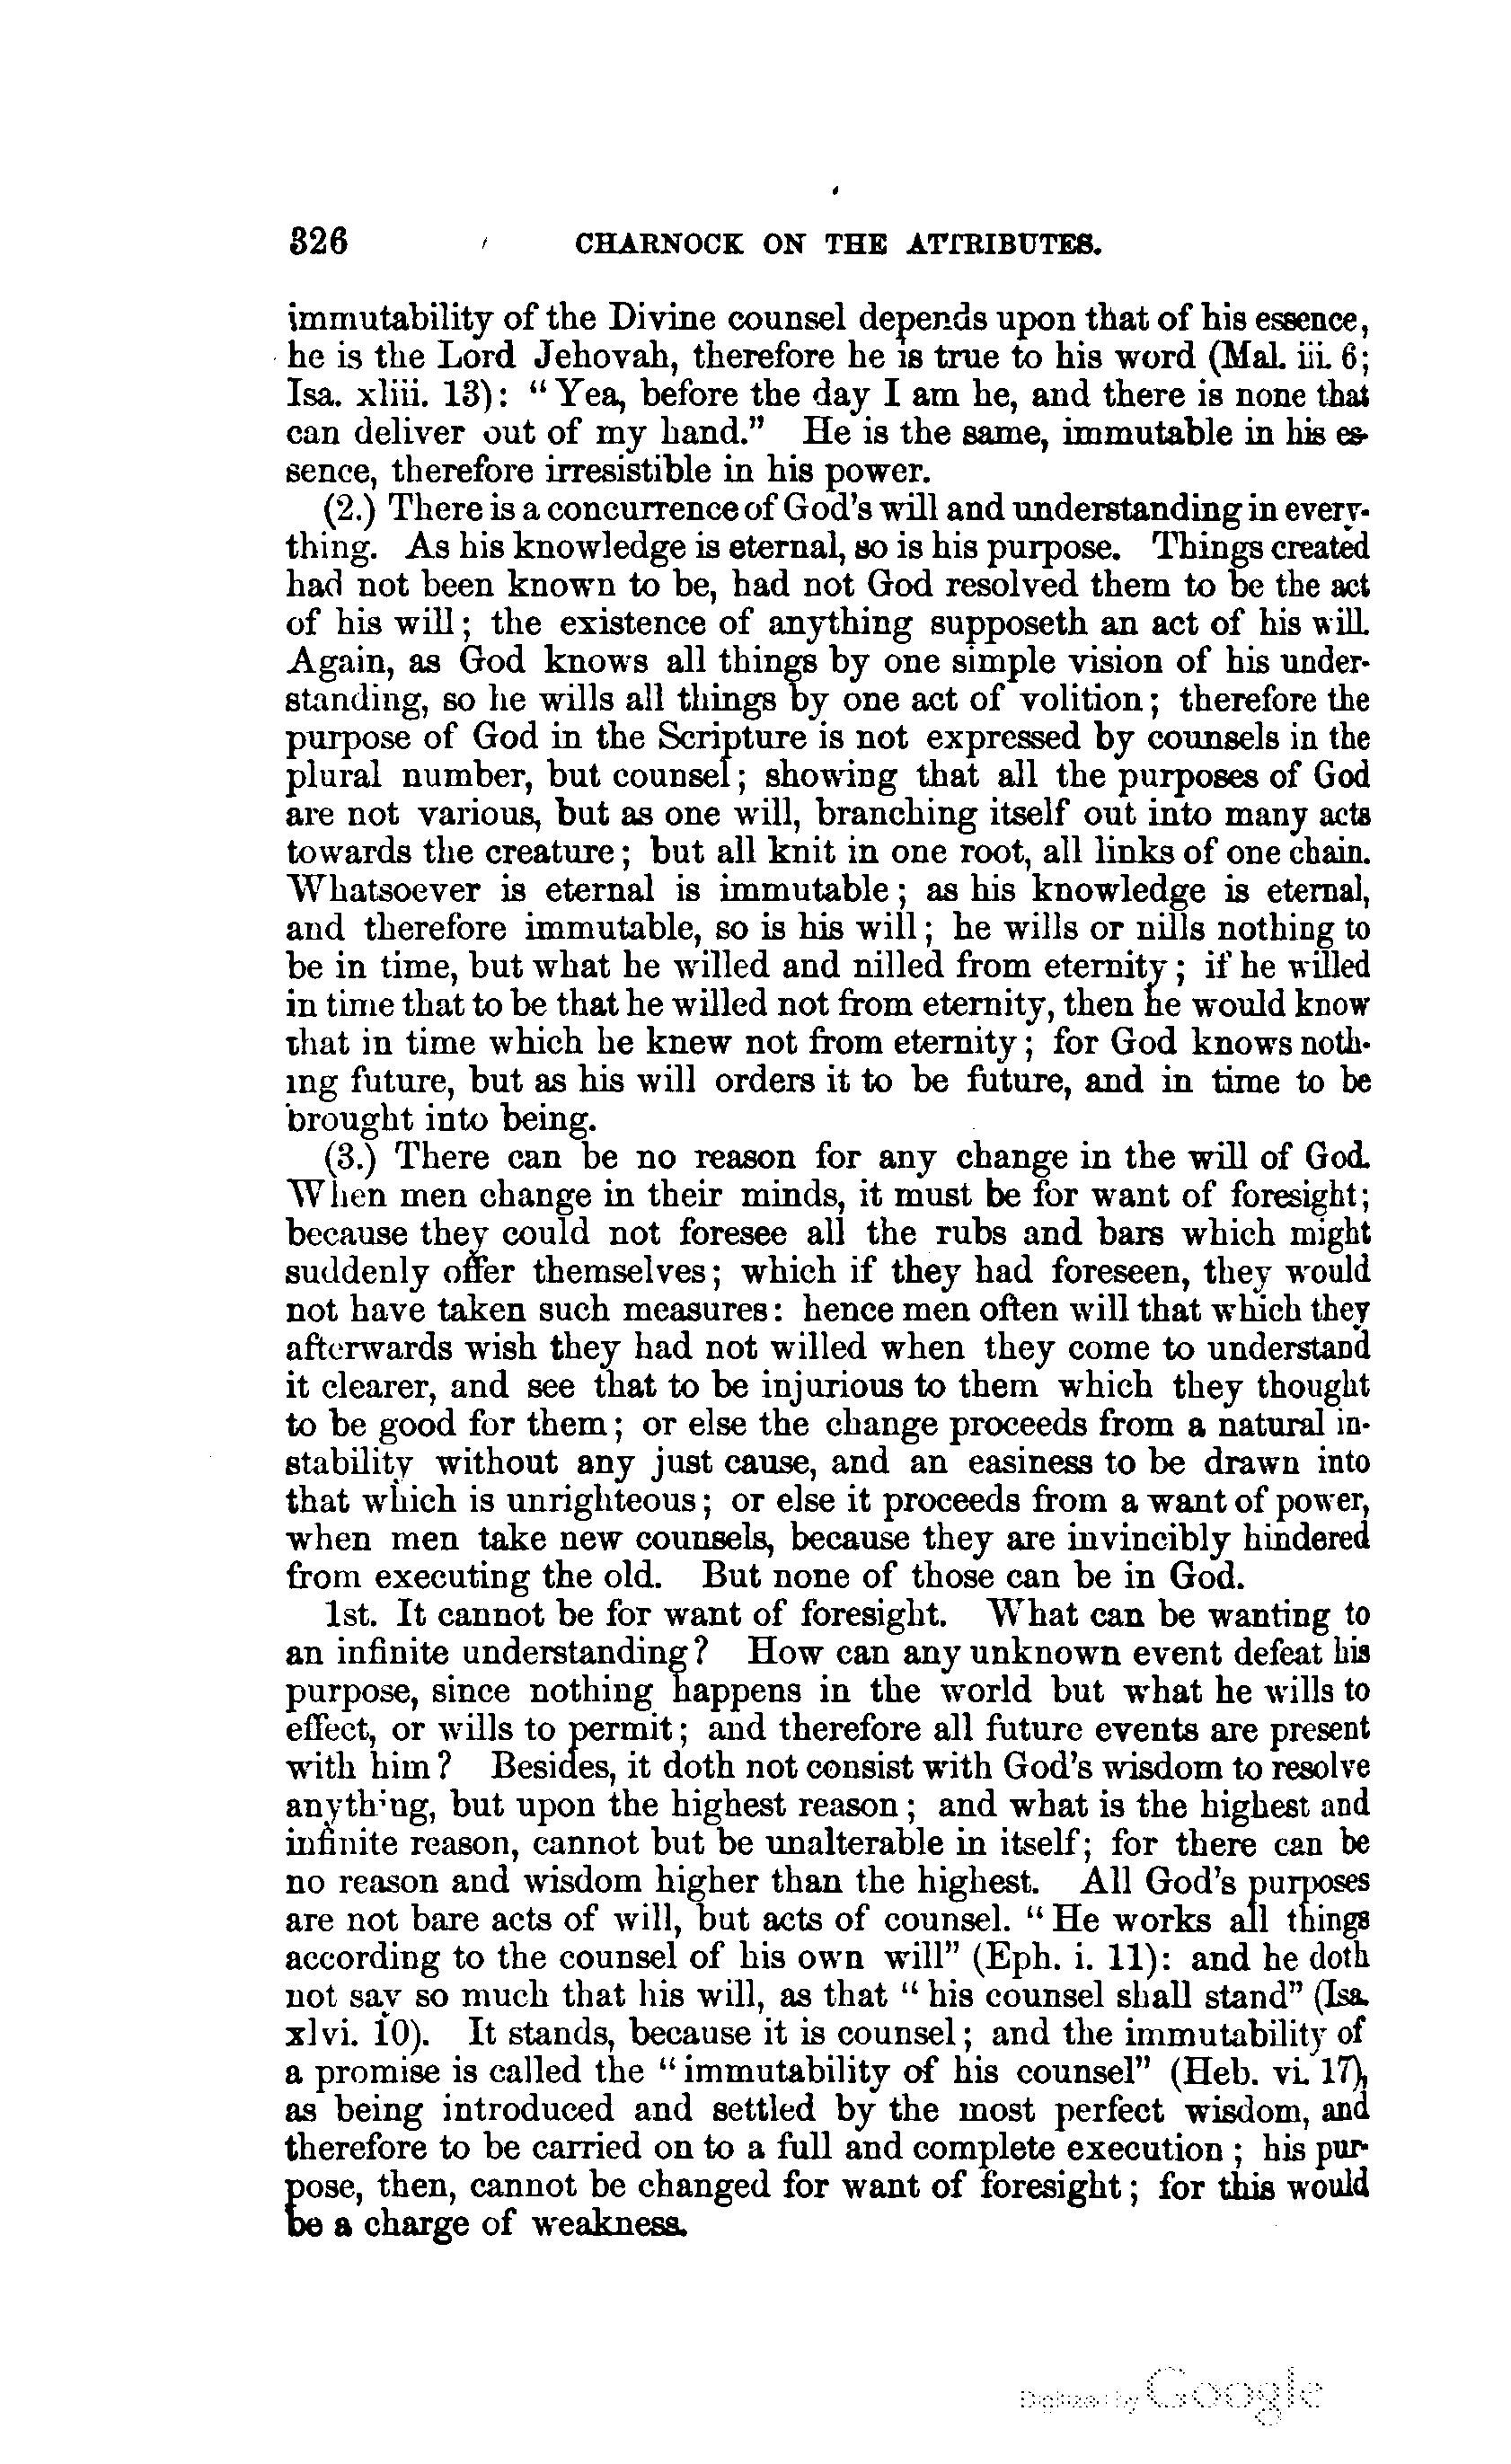 326 CHARNOCK ON THE ATTRIBUTES.
immutability of the Divine counsel depends upon that of his essence,
he is the Lord Jehovah, therefore he is true to his word (Mal. iii. 6;
Isa. xliii. 13): "Yea, before the day I am he, and there is none that
can deliver out of my hand." He is the same, immutable in his es-
sence, therefore irresistible in his power.
(2.) There is a concurrence of God's will and understanding in every-
thing. As his knowledge is eternal, so is his purpose. Things created
had not been known to be, had not God resolved them to be the act
of his will; the existence of anything supposeth an act of his will.
Again, as God knows all things by one simple vision of his under-
standing, so he wills all things by one act of volition; therefore the
purpose of God in the Scripture is not expressed by counsels in the
plural number, but counsel; showing that all the purposes of God
are not various, but as one will, branching itself out into many acts
towards the creature; but all knit in one root, all links of one chain.
Whatsoever is eternal is immutable; as his knowledge is eternal,
and therefore immutable, so is his will; he wills or nills nothing to
be in time, but what he willed and nilled from eternity; if he willed
in time that to be that he willed not from eternity, then he would know
that in time which he knew not from eternity; for God knows noth-
ing future, but as his will orders it to be future, and in time to be
brought into being.
(3.) There can be no reason for any change in the will of God.
When men change in their minds, it must be for want of foresight;
because they could not foresee all the rubs and bars which might
suddenly offer themselves; which if they had foreseen, they would
not have taken such measures: hence men often will that which they
afterwards wish they had not willed when they come to understand
it clearer, and see that to be injurious to them which they thought
to be good for them; or else the change proceeds from a natural in-
stability without any just cause, and an easiness to be drawn into
that which is unrighteous; or else it proceeds from a want of power,
when men take new counsels, because they are invincibly hindered
from executing the old. But none of those can be in God.
1st. It cannot be for want of foresight. What can be wanting to
an infinite understanding? How can any unknown event defeat his
purpose, since nothing happens in the world but what he wills to
effect, or wills to permit; and therefore all future events are present
with him? Besides, it doth not consist with God's wisdom to resolve
anything, but upon the highest reason; and what is the highest and
infinite reason, cannot but be unalterable in itself; for there can be
no reason and wisdom higher than the highest. All God's purposes
are not bare acts of will, but acts of counsel. "He works all things
according to the counsel of his own will" (Eph. i. 11): and he doth
not say so much that his will, as that "his counsel shall stand" (Isa.
xlvi. 10). It stands, because it is counsel; and the immutability of
a promise is called the "immutability of his counsel" (Heb. vi. 17),
as being introduced and settled by the most perfect wisdom, and
therefore to be carried on to a full and complete execution; his pur-
pose, then, cannot be changed for want of foresight; for this would
be a charge of weakness.
Digitized by Google